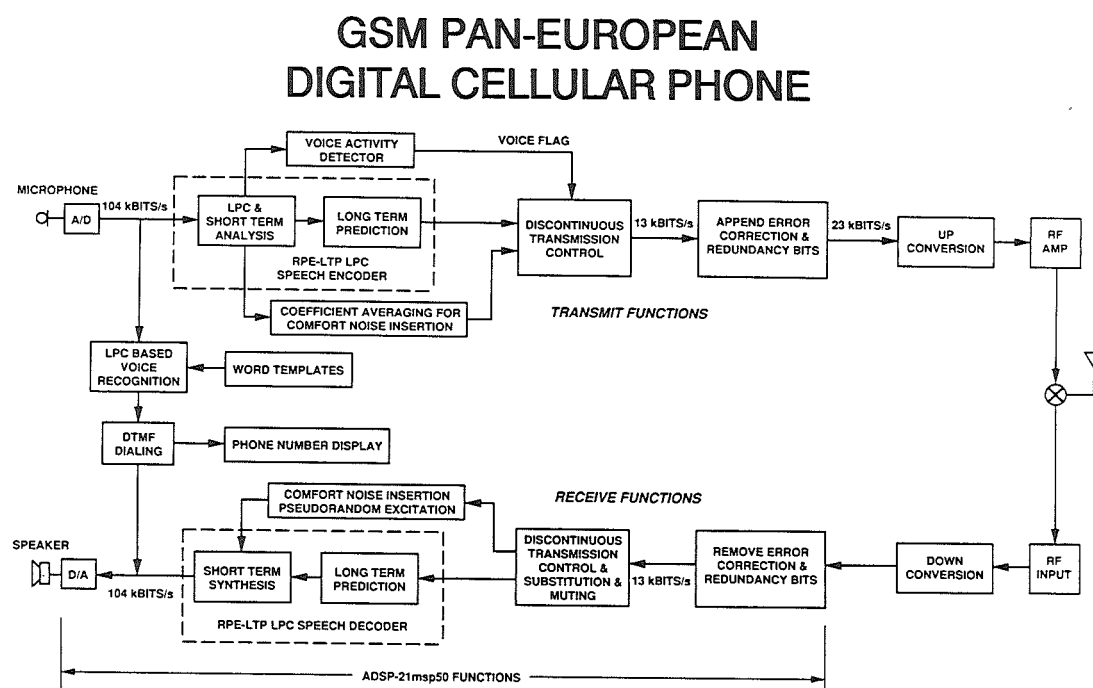 GSM PAN-EUROPEAN
DIGITAL CELLULAR PHONE
VOICE ACTIVITY
DETECTOR
VOICE FLAG
MICROPHONE
A/D
104 kBITS/s
LPC &
SHORT TERM
ANALYSIS
LONG TERM
PREDICTION
RPE-LTP LPC
SPEECH ENCODER
DISCONTINUOUS
TRANSMISSION
CONTROL
13 kBITS/s
APPEND ERROR
CORRECTION &
REDUNDANCY BITS
23 kBITS/s
UP
CONVERSION
RF
AMP
COEFFICIENT AVERAGING FOR
COMFORT NOISE INSERTION
TRANSMIT FUNCTIONS
LPC BASED
VOICE
RECOGNITION
WORD TEMPLATES
DTMF
DIALING
PHONE NUMBER DISPLAY
COMFORT NOISE INSERTION
PSEUDORANDOM EXCITATION
RECEIVE FUNCTIONS
SPEAKER
D/A
104 kBITS/s
SHORT TERM
SYNTHESIS
LONG TERM
PREDICTION
RPE-LTP LPC SPEECH DECODER
DISCONTINUOUS
TRANSMISSION
CONTROL &
SUBSTITUTION &
MUTING
13 kBITS/s
REMOVE ERROR
CORRECTION &
REDUNDANCY BITS
DOWN
CONVERSION
RF
INPUT
ADSP-21msp50 FUNCTIONS